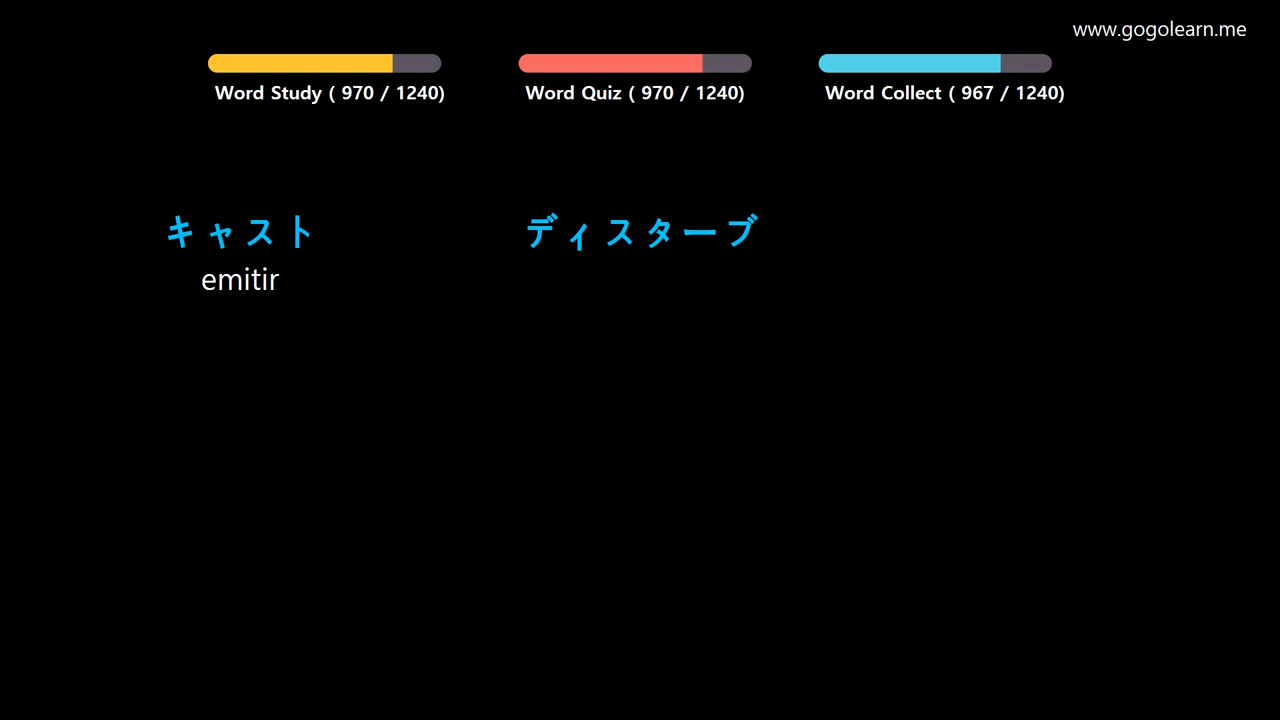 www.gogolearn.me
Word Study ( 970 / 1240)
Word Quiz ( 970 / 1240)
Word Collect ( 967 / 1240)
キャスト
ディスターブ
emitir